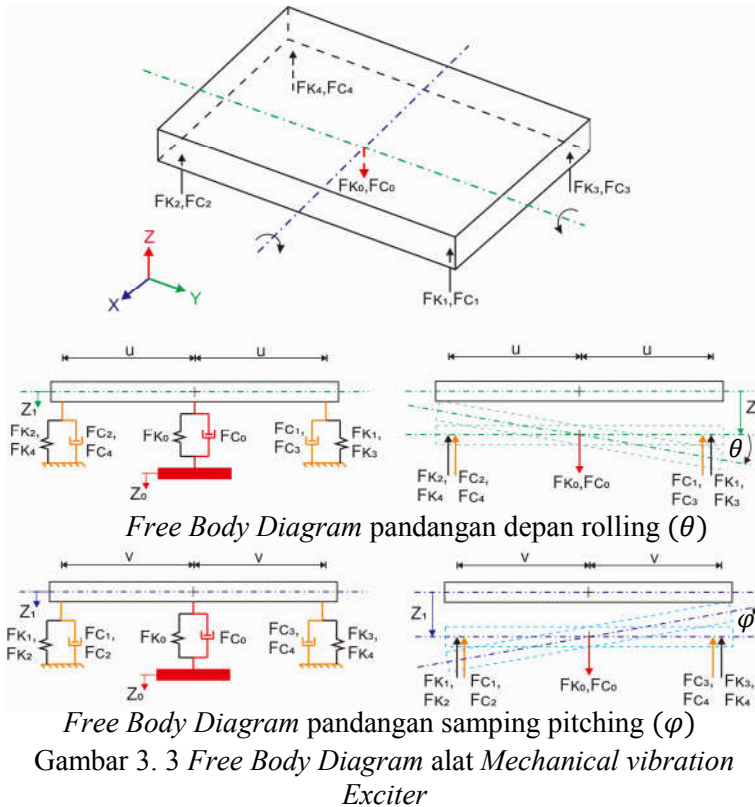 FK4,FC4
FK0,FC0
FK2,FC2
FK3,FC3
FK1,FC1
Z
X
Y
u u
Z1
FK2,
FK4
FC2,
FC4
FK0
FC0
FC1,
FC3
FK1,
FK3
Z0
u u
Z
θ
FK2,
FK4
FC2,
FC4
FK0,FC0
FC1,
FC3
FK1,
FK3
Free Body Diagram pandangan depan rolling (θ)
v v
Z1
FK1,
FK2
FC1,
FC2
FK0
FC0
FC3,
FC4
FK3,
FK4
Z0
v v
Z1
φ
FK1,
FK2
FC1,
FC2
FK0,FC0
FC3,
FC4
FK3,
FK4
Free Body Diagram pandangan samping pitching (φ)
Gambar 3. 3 Free Body Diagram alat Mechanical vibration
Exciter